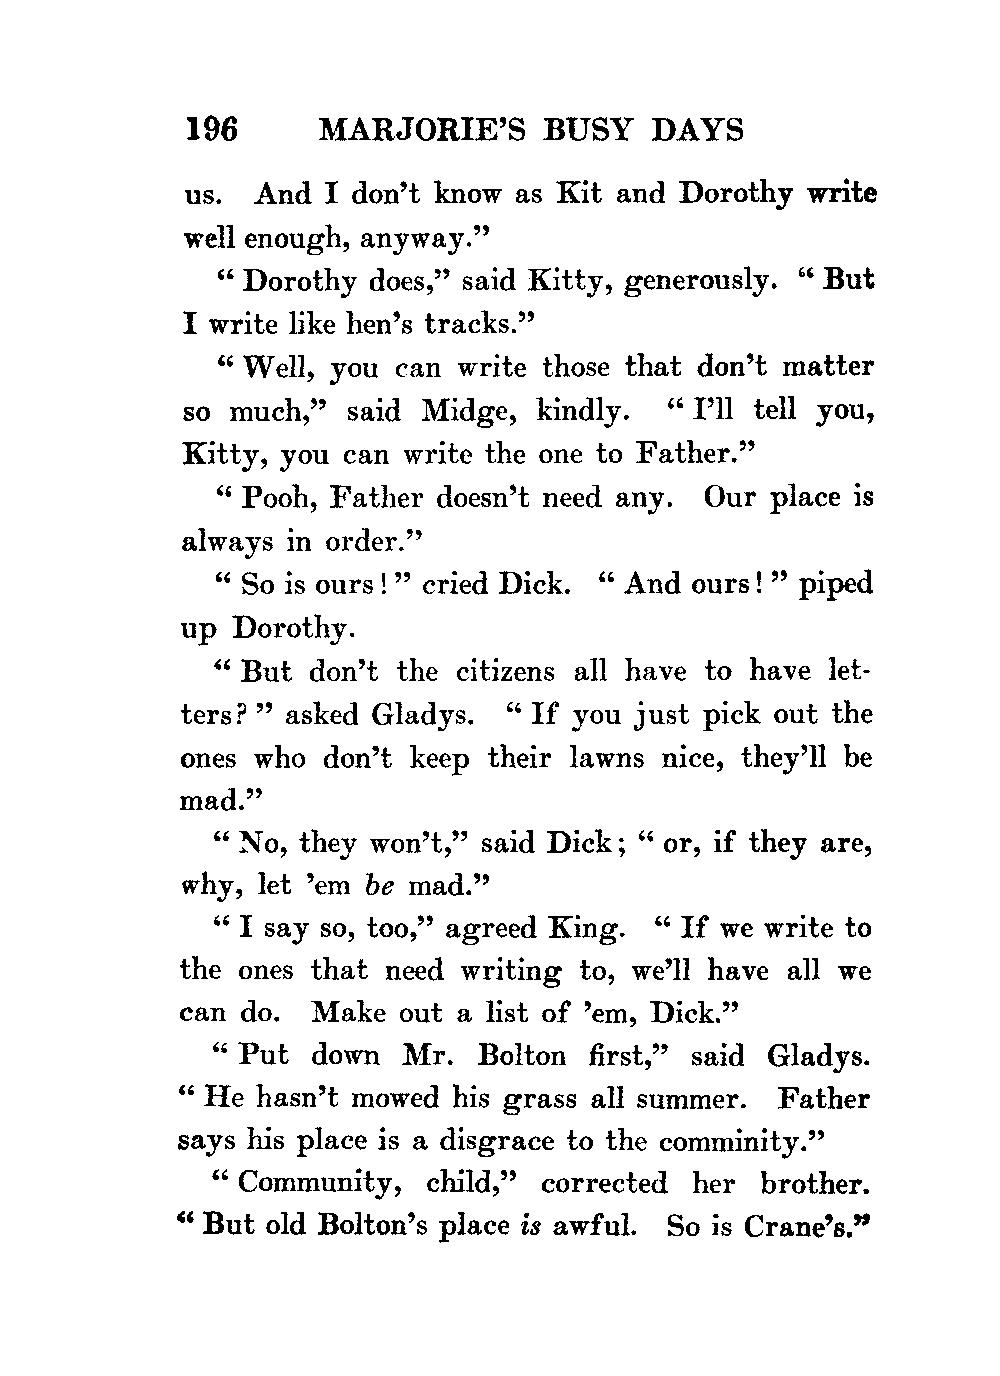 196 MARJORIE'S BUSY DAYS
us. And I don't know as Kit and Dorothy write
well enough, anyway."
" Dorothy does," said Kitty, generously. " But
I write like hen's tracks."
" Well, you can write those that don't matter
so much," said Midge, kindly. " I'll tell you,
Kitty, you can write the one to Father."
" Pooh, Father doesn't need any. Our place is
always in order."
" So is ours! " cried Dick. " And ours! " piped
up Dorothy.
" But don't the citizens all have to have let-
ters? " asked Gladys. " If you just pick out the
ones who don't keep their lawns nice, they'll be
mad."
" No, they won't," said Dick; " or, if they are,
why, let 'em be mad."
" I say so, too," agreed King. " If we write to
the ones that need writing to, we'll have all we
can do. Make out a list of 'em, Dick."
" Put down Mr. Bolton first," said Gladys.
" He hasn't mowed his grass all summer. Father
says his place is a disgrace to the comminity."
" Community, child," corrected her brother.
" But old Bolton's place is awful. So is Crane's."